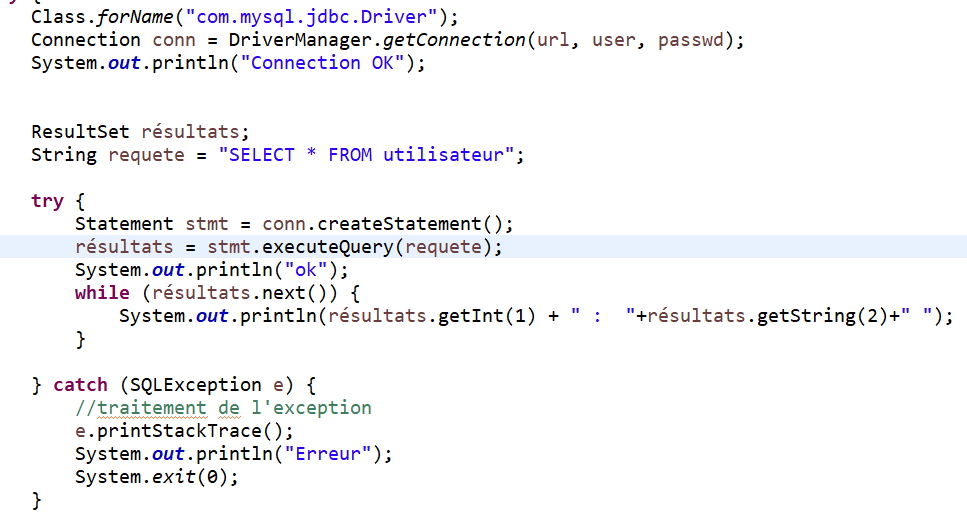 Class.forName("com.mysql.jdbc.Driver");
Connection conn = DriverManager.getConnection(url, user, passwd);
System.out.println("Connection OK");
ResultSet résultats;
String requete = "SELECT * FROM utilisateur";
try {
Statement stmt = conn.createStatement();
résultats = stmt.executeQuery(requete);
System.out.println("ok");
while (résultats.next()) {
System.out.println(résultats.getInt(1) + " :  "+résultats.getString(2)+" ");
}
} catch (SQLException e) {
//traitement de l'exception
e.printStackTrace();
System.out.println("Erreur");
System.exit(0);
}